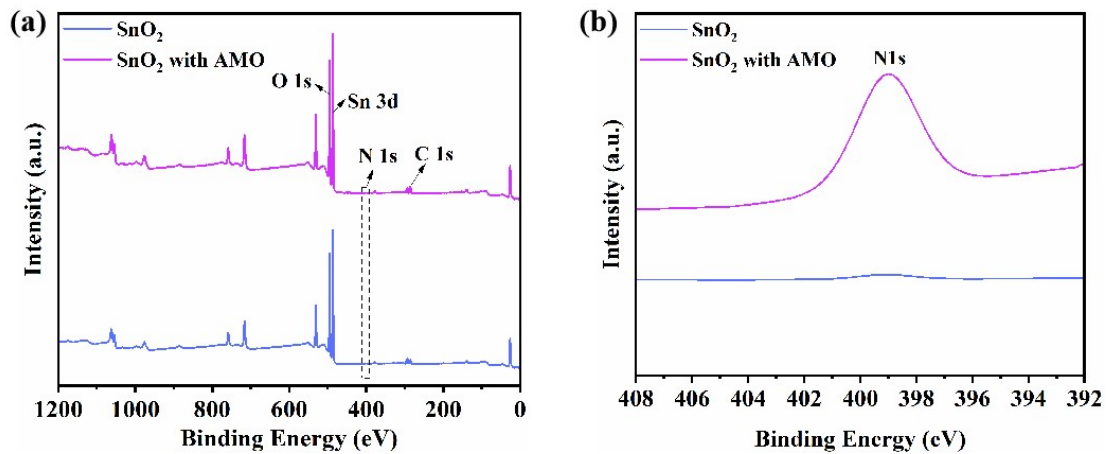 (a)
SnO₂
SnO₂ with AMO
O 1s
Sn 3d
N 1s
C 1s
Intensity (a.u.)
1200 1000 800 600 400 200 0
Binding Energy (eV)
(b)
SnO₂
SnO₂ with AMO
N1s
Intensity (a.u.)
408 406 404 402 400 398 396 394 392
Binding Energy (eV)